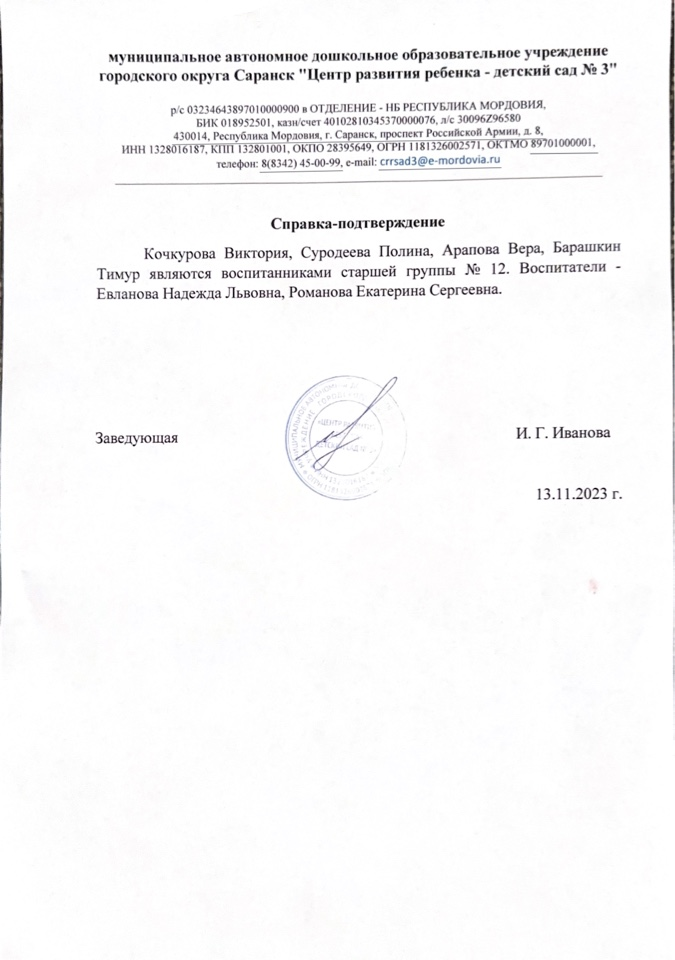 муниципальное автономное дошкольное образовательное учреждение
городского округа Саранск "Центр развития ребенка - детский сад № 3"
р/с 03234643897010000900 в ОТДЕЛЕНИЕ - НБ РЕСПУБЛИКА МОРДОВИЯ,
БИК 018952501, казн/счет 40102810345370000076, л/с 30096Z96580
430014, Республика Мордовия, г. Саранск, проспект Российской Армии, д. 8,
ИНН 1328016187, КПП 132801001, ОКПО 28395649, ОГРН 1181326002571, ОКТМО 89701000001,
телефон: 8(8342) 45-00-99, e-mail: crrsad3@e-mordovia.ru
Справка-подтверждение
Кочкурова Виктория, Суродеева Полина, Арапова Вера, Барашкин
Тимур являются воспитанниками старшей группы № 12. Воспитатели -
Евланова Надежда Львовна, Романова Екатерина Сергеевна.
Заведующая
И. Г. Иванова
13.11.2023 г.